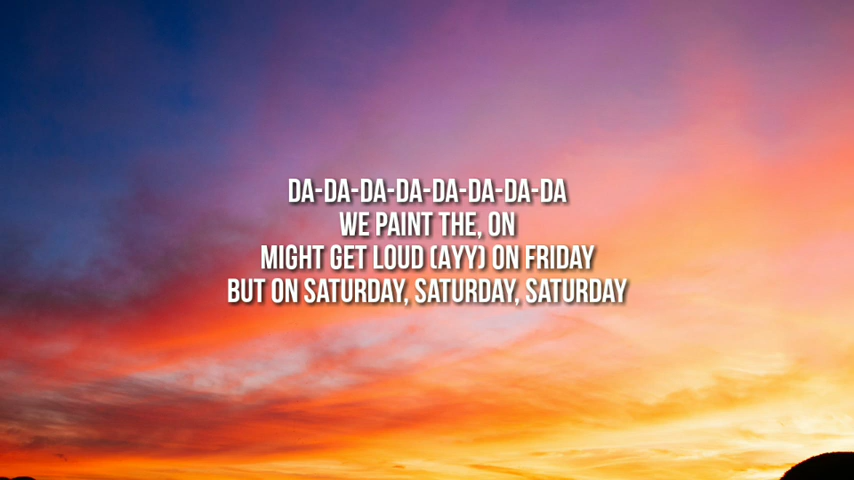 DA-DA-DA-DA-DA-DA-DA-DA
WE PAINT THE, ON
MIGHT GET LOUD (AYY) ON FRIDAY
BUT ON SATURDAY, SATURDAY, SATURDAY